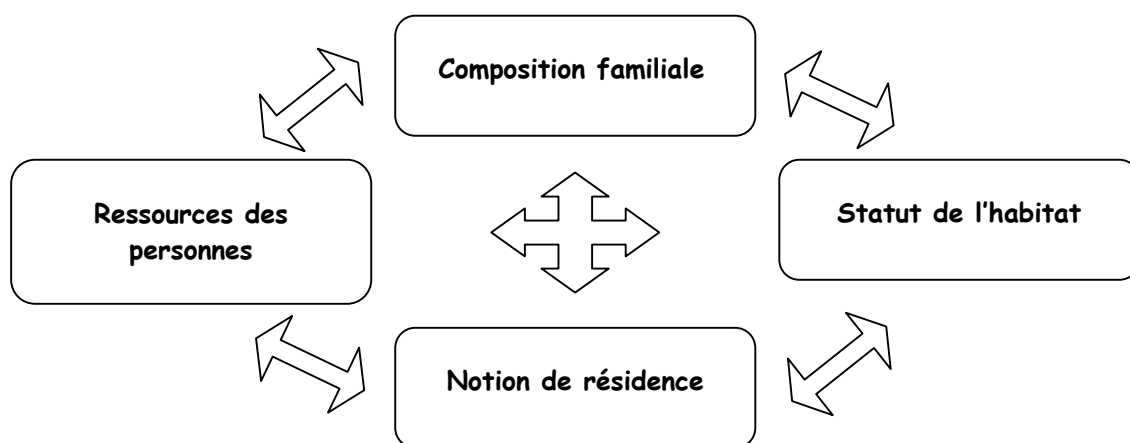 Composition familiale
Ressources des
personnes
Statut de l'habitat
Notion de résidence